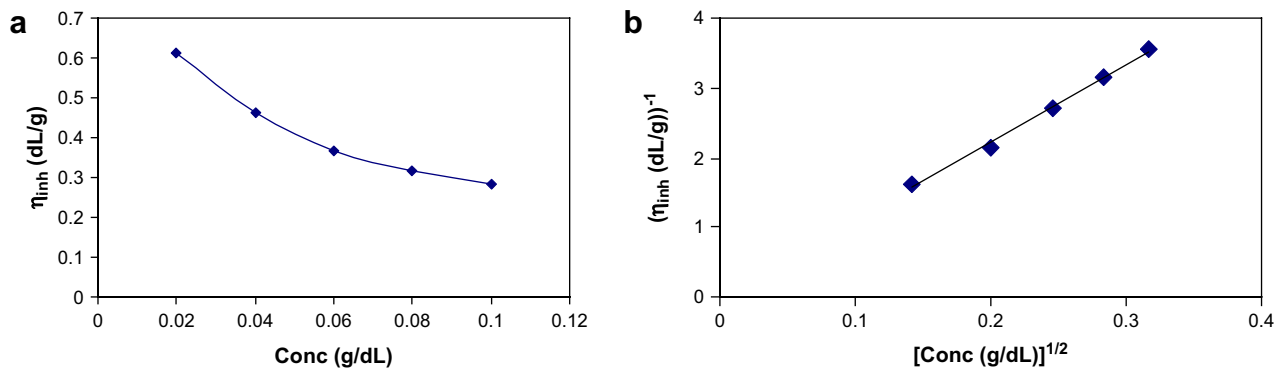 a
0.7
0.6
0.5
0.4
0.3
0.2
0.1
0
η_inh (dL/g)
0 0.02 0.04 0.06 0.08 0.1 0.12
Conc (g/dL)
b
4
3
2
1
0
(η_inh (dL/g))^-1
0 0.1 0.2 0.3 0.4
[Conc (g/dL)]^1/2